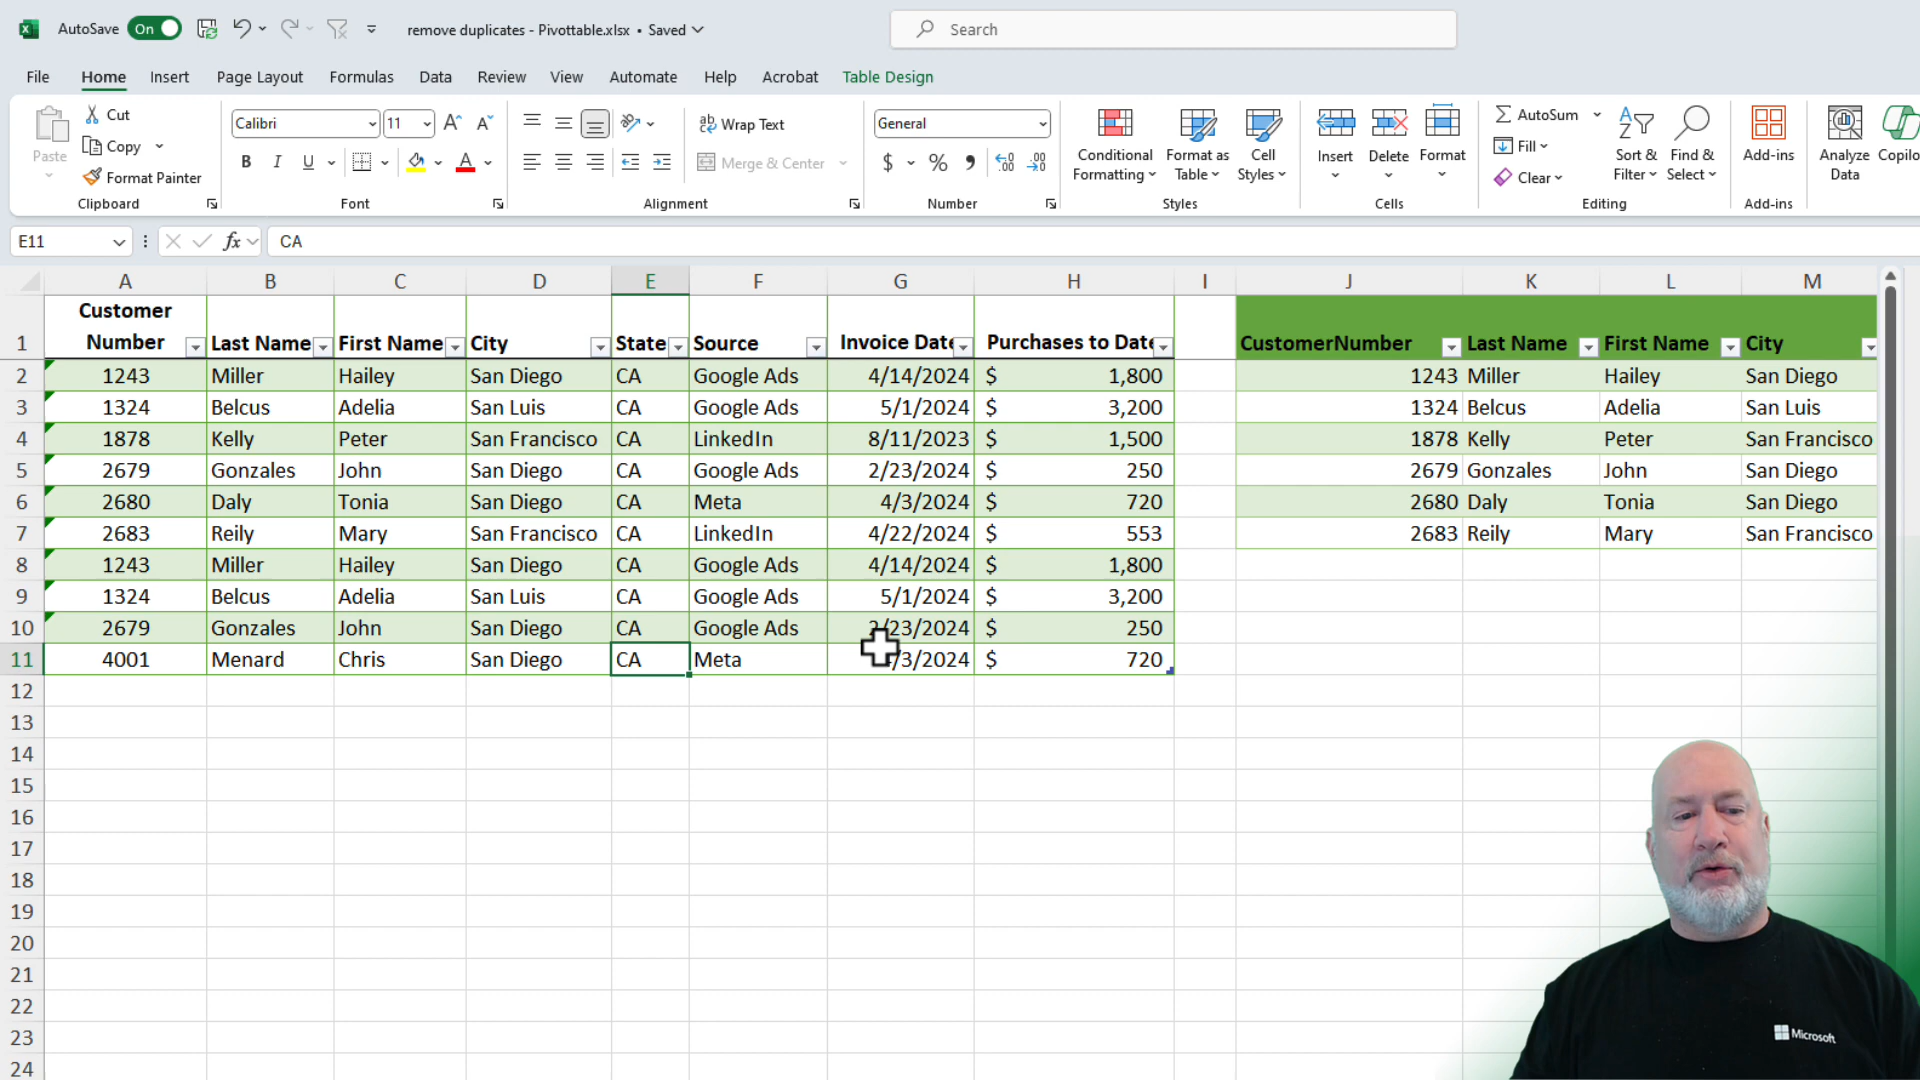 AutoSave On remove duplicates - Pivottable.xlsx • Saved Search
File Home Insert Page Layout Formulas Data Review View Automate Help Acrobat Table Design
Paste Cut Copy Format Painter Clipboard
Calibri 11 B I U A Font
ab Wrap Text Merge & Center Alignment
General $ % Number
Conditional Formatting Format as Table Cell Styles Styles
Insert Delete Format Cells
AutoSum Fill Clear Sort & Filter Find & Select Editing
Add-ins Add-ins
Analyze Data Copilo
E11 fx CA
A B C D E F G H I J K L M
1 Customer Number Last Name First Name City State Source Invoice Date Purchases to Date CustomerNumber Last Name First Name City
2 1243 Miller Hailey San Diego CA Google Ads 4/14/2024 $ 1,800 1243 Miller Hailey San Diego
3 1324 Belcus Adelia San Luis CA Google Ads 5/1/2024 $ 3,200 1324 Belcus Adelia San Luis
4 1878 Kelly Peter San Francisco CA LinkedIn 8/11/2023 $ 1,500 1878 Kelly Peter San Francisco
5 2679 Gonzales John San Diego CA Google Ads 2/23/2024 $ 250 2679 Gonzales John San Diego
6 2680 Daly Tonia San Diego CA Meta 4/3/2024 $ 720 2680 Daly Tonia San Diego
7 2683 Reily Mary San Francisco CA LinkedIn 4/22/2024 $ 553 2683 Reily Mary San Francisco
8 1243 Miller Hailey San Diego CA Google Ads 4/14/2024 $ 1,800
9 1324 Belcus Adelia San Luis CA Google Ads 5/1/2024 $ 3,200
10 2679 Gonzales John San Diego CA Google Ads 2/23/2024 $ 250
11 4001 Menard Chris San Diego CA Meta /3/2024 $ 720
12
13
14
15
16
17
18
19
20
21
22
23
24
Microsoft